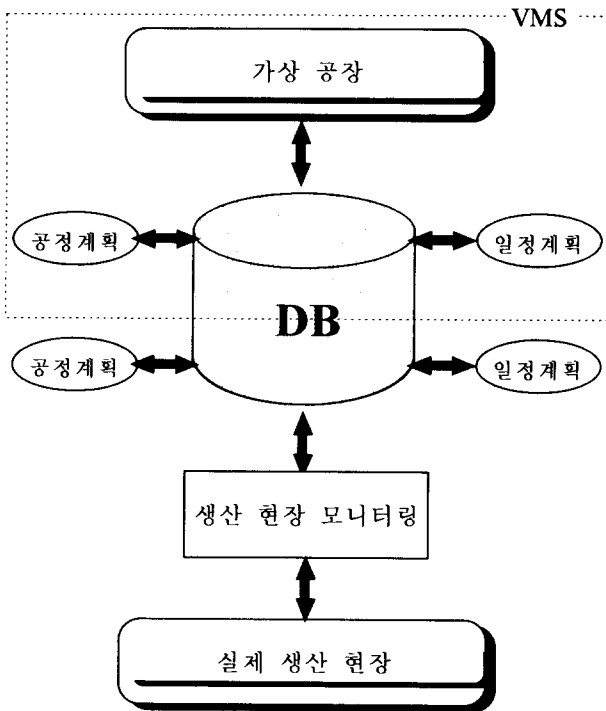 VMS
가상 공장
공정계획
일정계획
DB
공정계획
일정계획
생산 현장 모니터링
실제 생산 현장